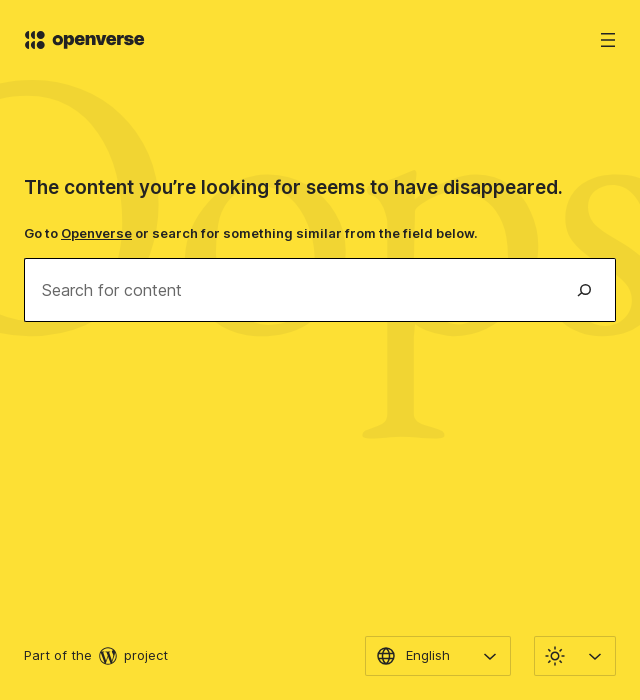 openverse
Oops
The content you’re looking for seems to have disappeared.
Go to Openverse or search for something similar from the field below.
Search for content
Part of the project
English